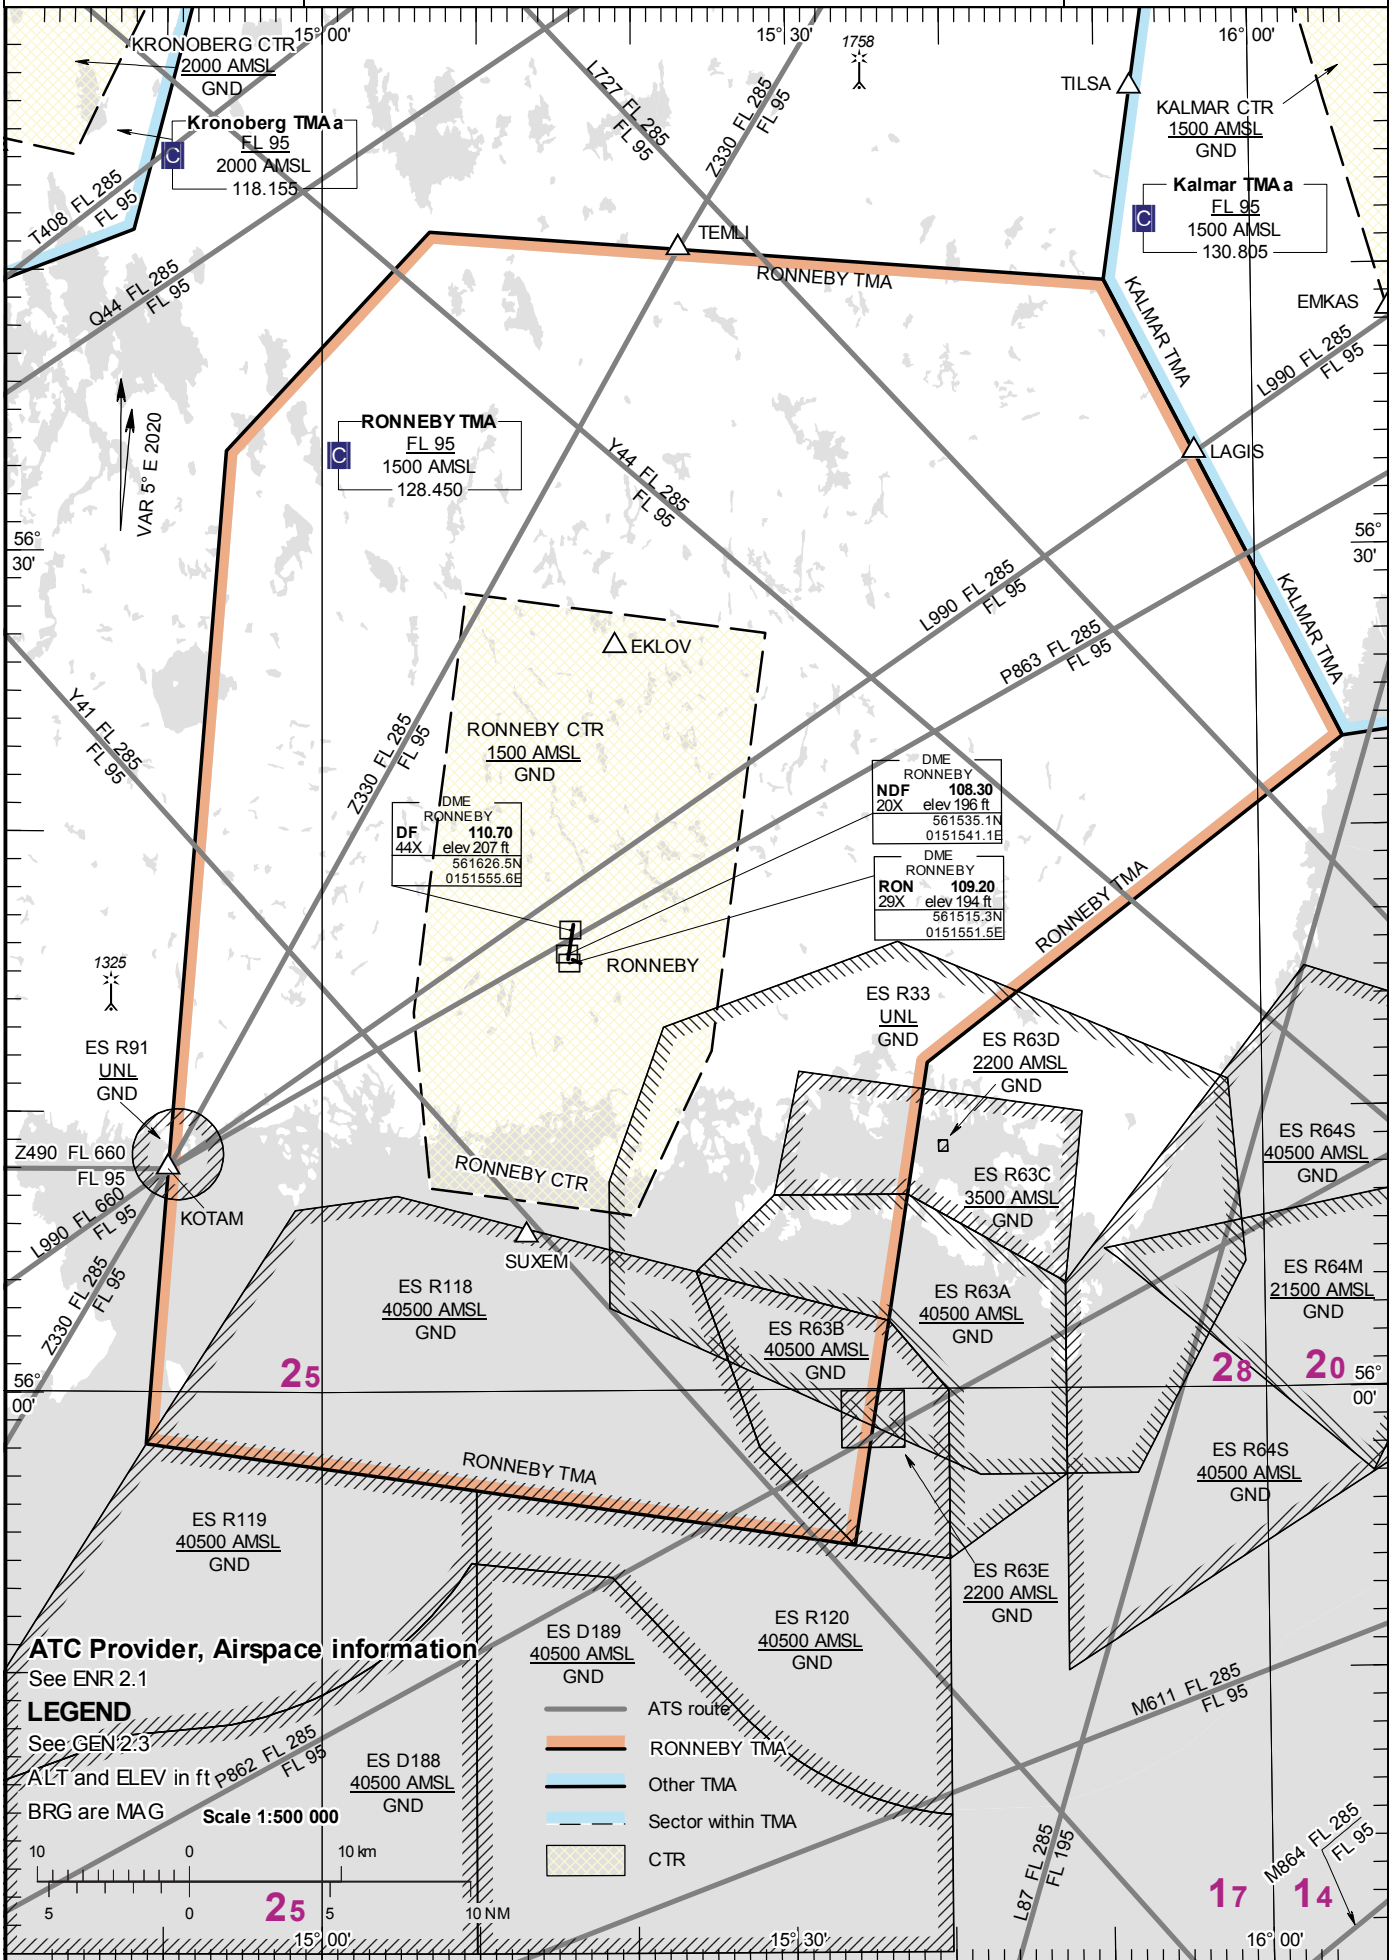 15°00'
15°30'
16°00'
KRONOBERG CTR
2000 AMSL
GND
Kronoberg TMA a
FL 95
2000 AMSL
118.155
C
T408 FL 285
FL 95
Q44 FL 285
FL 95
L727 FL 285
FL 95
Z330 FL 285
FL 95
1758
TILSA
KALMAR CTR
1500 AMSL
GND
Kalmar TMA a
FL 95
1500 AMSL
130.805
C
TEMLI
RONNEBY TMA
KALMAR TMA
EMKAS
L990 FL 285
FL 95
LAGIS
RONNEBY TMA
FL 95
1500 AMSL
128.450
C
VAR 5° E 2020
Y44 FL 285
FL 95
56°
30'
56°
30'
L990 FL 285
FL 95
KALMAR TMA
P863 FL 285
FL 95
EKLOV
Y41 FL 285
FL 95
Z330 FL 285
FL 95
RONNEBY CTR
1500 AMSL
GND
DME
RONNEBY
DF 110.70
44X elev 207 ft
561626.5N
0151555.6E
DME
RONNEBY
NDF 108.30
20X elev 196 ft
561535.1N
0151541.1E
DME
RONNEBY
RON 109.20
29X elev 194 ft
561515.3N
0151551.5E
RONNEBY TMA
RONNEBY
1325
ES R91
UNL
GND
ES R33
UNL
GND
ES R63D
2200 AMSL
GND
Z490 FL 660
FL 95
L990 FL 660
FL 95
KOTAM
Z330 FL 285
FL 95
RONNEBY CTR
SUXEM
ES R63C
3500 AMSL
GND
ES R64S
40500 AMSL
GND
ES R118
40500 AMSL
GND
ES R63A
40500 AMSL
GND
ES R63B
40500 AMSL
GND
ES R64M
21500 AMSL
GND
25
28
20
56°
00'
56°
00'
RONNEBY TMA
ES R64S
40500 AMSL
GND
ES R119
40500 AMSL
GND
ES R63E
2200 AMSL
GND
ES D189
40500 AMSL
GND
ES R120
40500 AMSL
GND
ATC Provider, Airspace information
See ENR 2.1
LEGEND
See GEN 2.3
ALT and ELEV in ft
BRG are MAG
Scale 1:500 000
P862 FL 285
FL 95
ES D188
40500 AMSL
GND
ATS route
RONNEBY TMA
Other TMA
Sector within TMA
CTR
M611 FL 285
FL 95
L87 FL 285
FL 195
M864 FL 285
FL 95
10 0 10 km
5 0 5 10 NM
25
17
14
15°00'
15°30'
16°00'